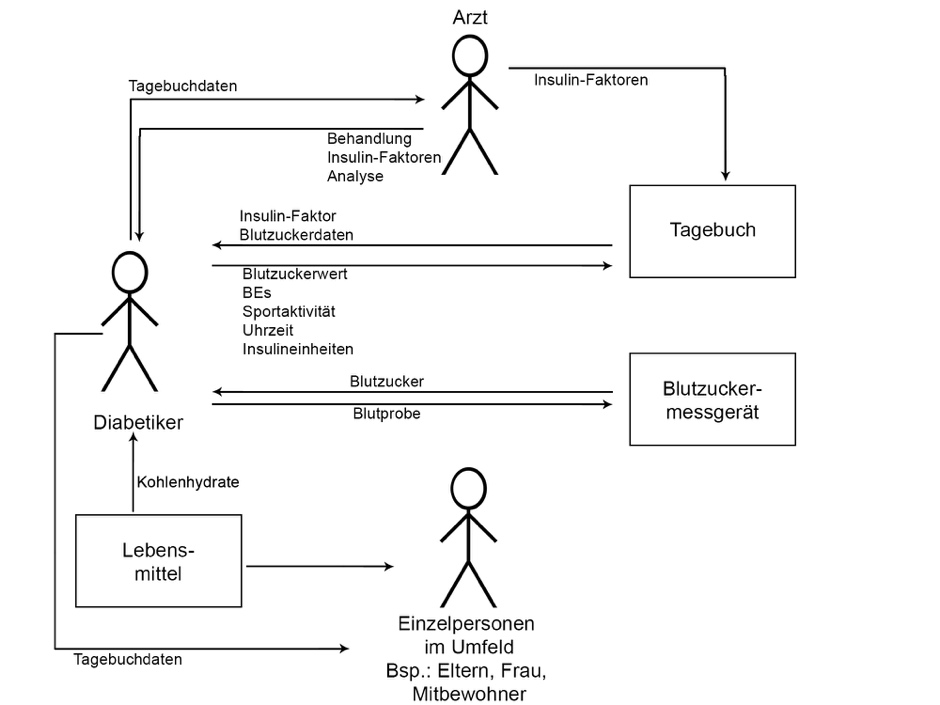 Arzt
Insulin-Faktoren
Tagebuchdaten
Behandlung
Insulin-Faktoren
Analyse
Insulin-Faktor
Blutzuckerdaten
Tagebuch
Blutzuckerwert
BEs
Sportaktivität
Uhrzeit
Insulineinheiten
Blutzucker
Blutprobe
Blutzucker-
messgerät
Diabetiker
Kohlenhydrate
Lebens-
mittel
Einzelpersonen
im Umfeld
Bsp.: Eltern, Frau,
Mitbewohner
Tagebuchdaten